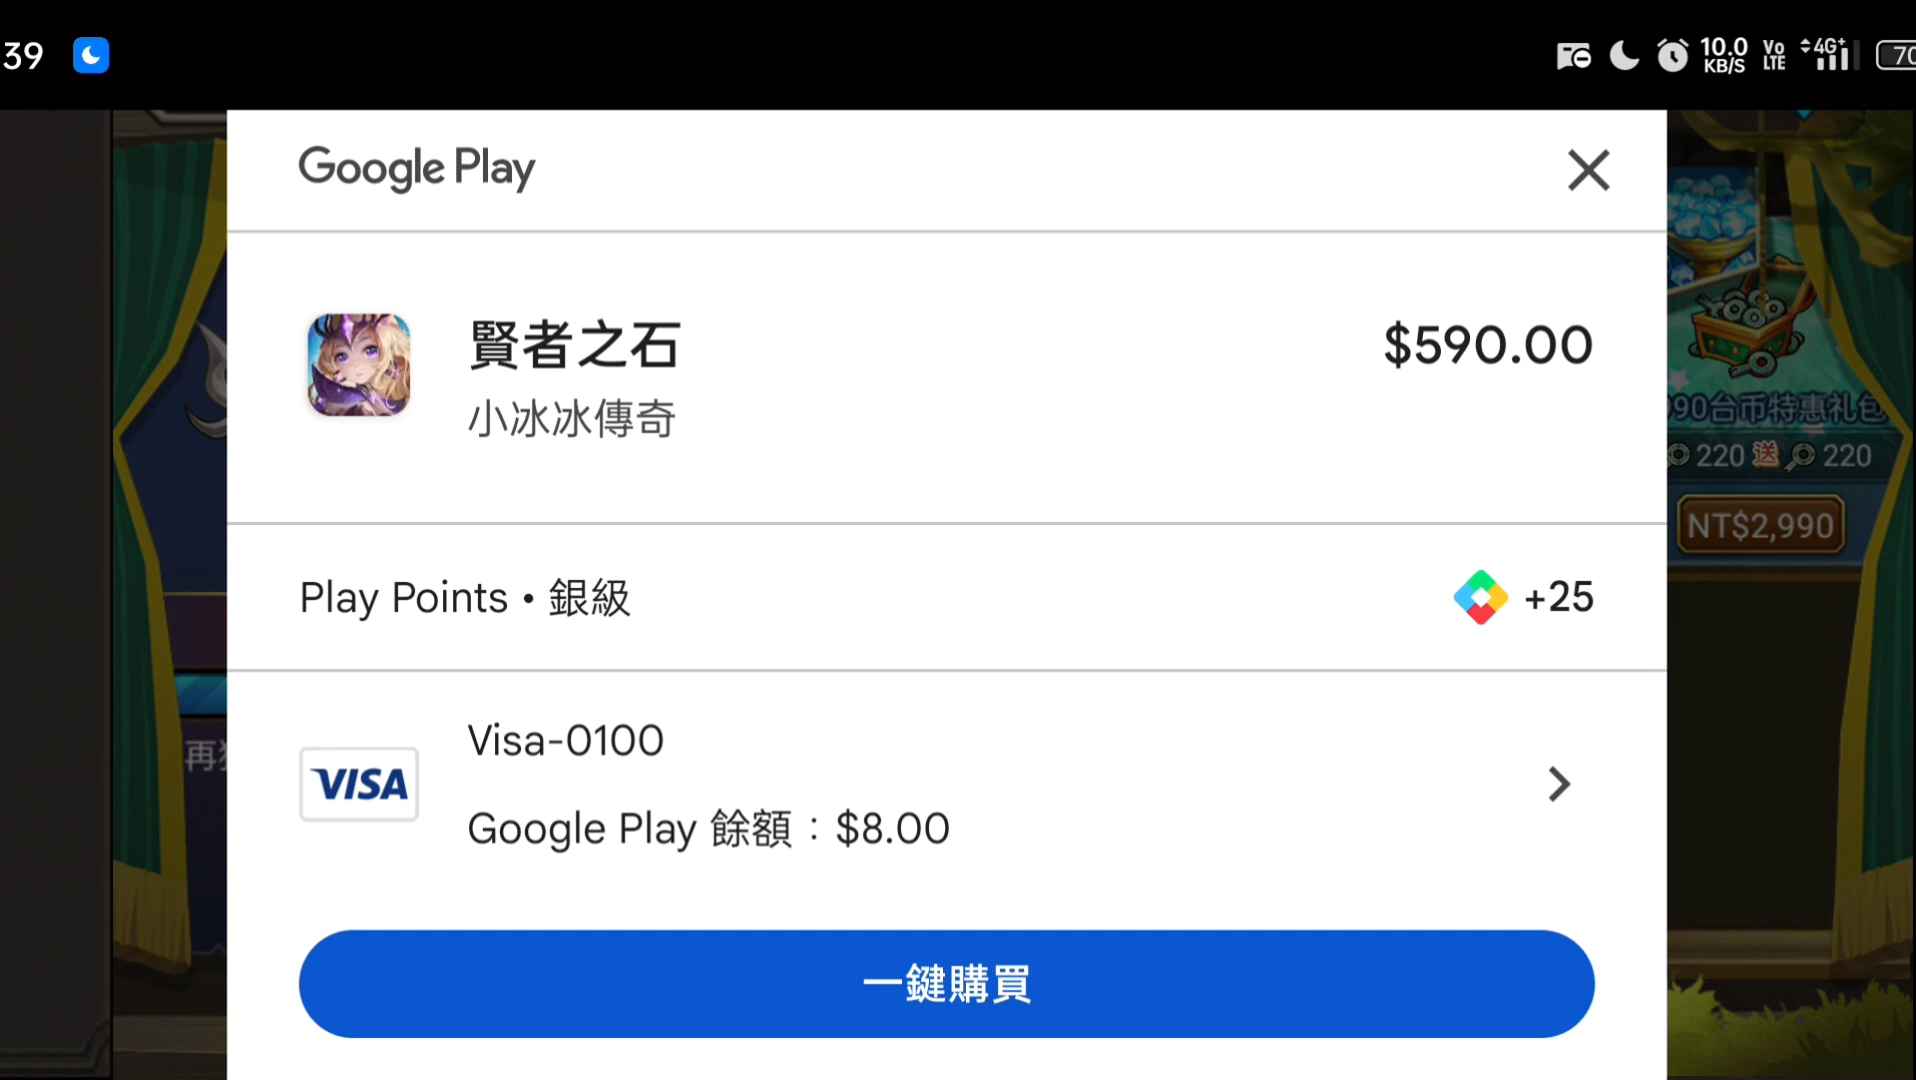 39
10.0
KB/S
Vo
LTE
4G+
70
Google Play
賢者之石
$590.00
小冰冰傳奇
90台币特惠礼包
220 送 220
NT$2,990
Play Points • 銀級
+25
再
VISA
Visa-0100
Google Play 餘額：$8.00
一鍵購買